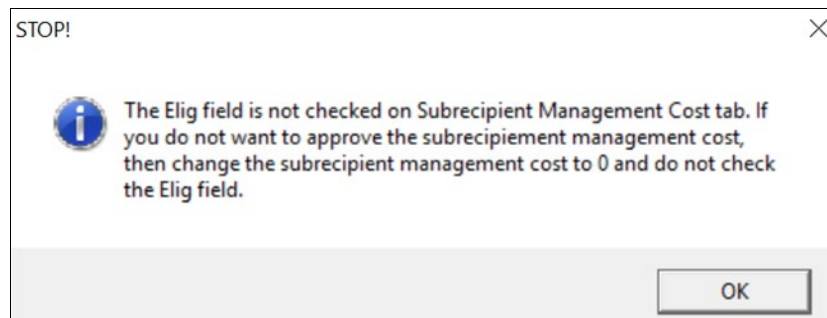 STOP!
The Elig field is not checked on Subrecipient Management Cost tab. If
you do not want to approve the subrecipiement management cost,
then change the subrecipient management cost to 0 and do not check
the Elig field.
OK